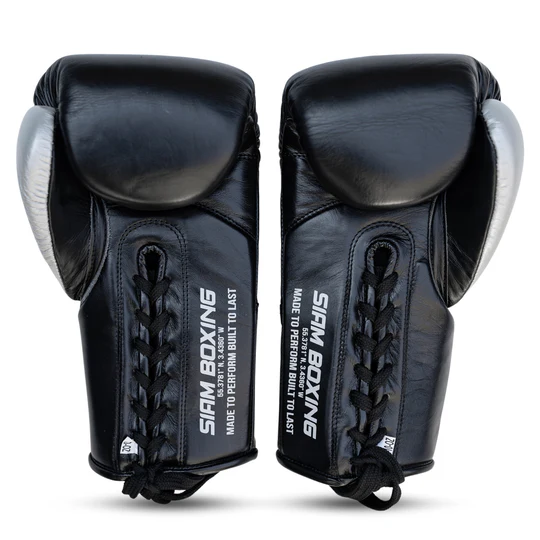 SIAM BOXING
55.3781° N, 3.4360° W
MADE TO PERFORM BUILT TO LAST
SIAM BOXING
55.3781° N, 3.4360° W
MADE TO PERFORM BUILT TO LAST